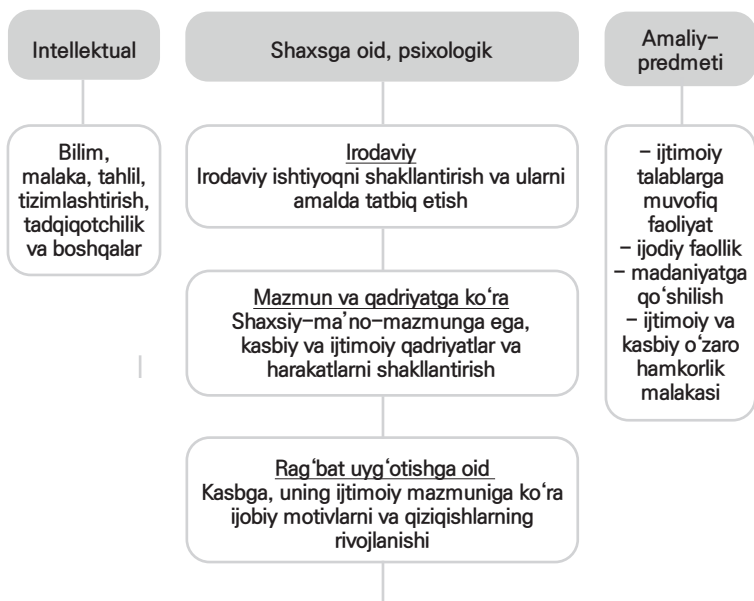 Intellektual
Bilim,
malaka, tahlil,
tizimlashtirish,
tadqiqotchilik
va boshqalar
Shaxsga oid, psixologik
Irodaviy
Irodaviy ishtiyoqni shakllantirish va ularni
amalda tatbiq etish
Mazmun va qadriyatga ko‘ra
Shaxsiy-ma’no-mazmunga ega,
kasbiy va ijtimoiy qadriyatlar va
harakatlarni shakllantirish
Rag‘bat uyg‘otishga oid
Kasbga, uning ijtimoiy mazmuniga ko‘ra
ijobiy motivlarni va qiziqishlarning
rivojlanishi
Amaliy-
predmeti
- ijtimoiy
talablarga
muvofiq
faoliyat
- ijodiy faollik
- madaniyatga
qo‘shilish
- ijtimoiy va
kasbiy o‘zaro
hamkorlik
malakasi